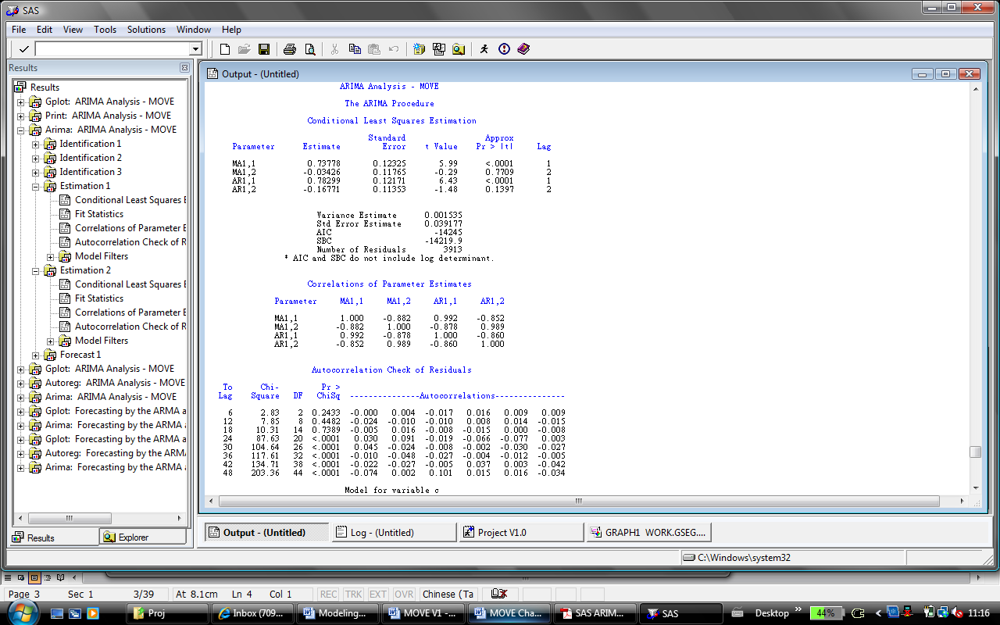 SAS
File Edit View Tools Solutions Window Help
Results
Results
Gplot: ARIMA Analysis - MOVE
Print: ARIMA Analysis - MOVE
Arima: ARIMA Analysis - MOVE
Identification 1
Identification 2
Identification 3
Estimation 1
Conditional Least Squares E
Fit Statistics
Correlations of Parameter E
Autocorrelation Check of R
Model Filters
Estimation 2
Conditional Least Squares E
Fit Statistics
Correlations of Parameter E
Autocorrelation Check of R
Model Filters
Forecast 1
Gplot: ARIMA Analysis - MOVE
Autoreg: ARIMA Analysis - MOVE
Arima: ARIMA Analysis - MOVE
Gplot: Forecasting by the ARMA a
Arima: Forecasting by the ARMA a
Gplot: Forecasting by the ARMA a
Autoreg: Forecasting by the ARMA
Arima: Forecasting by the ARMA a
Results Explorer
Output - (Untitled)
ARIMA Analysis - MOVE
The ARIMA Procedure
Conditional Least Squares Estimation
Standard Approx
Parameter Estimate Error t Value Pr > |t| Lag
MA1,1 0.73778 0.12325 5.99 <.0001 1
MA1,2 -0.03426 0.11765 -0.29 0.7709 2
AR1,1 0.78299 0.12171 6.43 <.0001 1
AR1,2 -0.16771 0.11353 -1.48 0.1397 2
Variance Estimate 0.001535
Std Error Estimate 0.039177
AIC -14245
SBC -14219.9
Number of Residuals 3913
* AIC and SBC do not include log determinant.
Correlations of Parameter Estimates
Parameter MA1,1 MA1,2 AR1,1 AR1,2
MA1,1 1.000 -0.882 0.992 -0.852
MA1,2 -0.882 1.000 -0.878 0.989
AR1,1 0.992 -0.878 1.000 -0.860
AR1,2 -0.852 0.989 -0.860 1.000
Autocorrelation Check of Residuals
To Chi- Pr >
Lag Square DF ChiSq ---------------Autocorrelations---------------
6 2.83 2 0.2433 -0.000 0.004 -0.017 0.016 0.009 0.009
12 7.85 8 0.4482 -0.024 -0.010 -0.010 0.008 0.014 -0.015
18 10.31 14 0.7389 -0.005 0.016 -0.008 -0.015 0.000 -0.008
24 87.63 20 <.0001 0.030 0.091 -0.019 -0.066 -0.077 0.003
30 104.64 26 <.0001 0.045 -0.024 -0.008 -0.002 -0.030 -0.027
36 117.61 32 <.0001 -0.010 -0.048 -0.027 -0.004 -0.012 -0.005
42 134.71 38 <.0001 -0.022 -0.027 -0.005 0.037 0.003 -0.042
48 203.36 44 <.0001 -0.074 0.002 0.101 0.015 0.016 -0.034
Model for variable c
Output - (Untitled) Log - (Untitled) Project V1.0 GRAPH1 WORK.GSEG....
C:\Windows\system32
Page 3 Sec 1 3/39 At 8.1cm Ln 4 Col 1 REC TRK EXT OVR Chinese (Ta
Proj Inbox (709... Modeling... MOVE V1 -... MOVE Cha... SAS ARIM... SAS Desktop » 44% 11:16